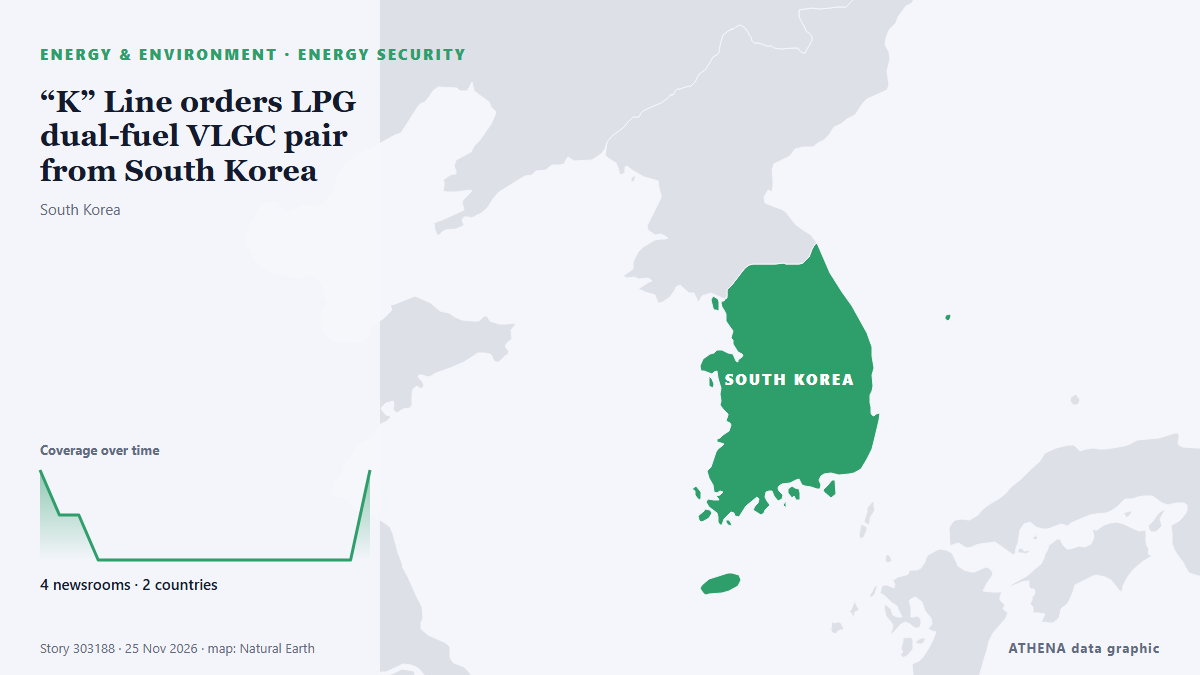 ENERGY & ENVIRONMENT · ENERGY SECURITY
“K” Line orders LPG
dual-fuel VLGC pair
from South Korea
South Korea
SOUTH KOREA
Coverage over time
4 newsrooms · 2 countries
Story 303188 · 25 Nov 2026 · map: Natural Earth
ATHENA data graphic